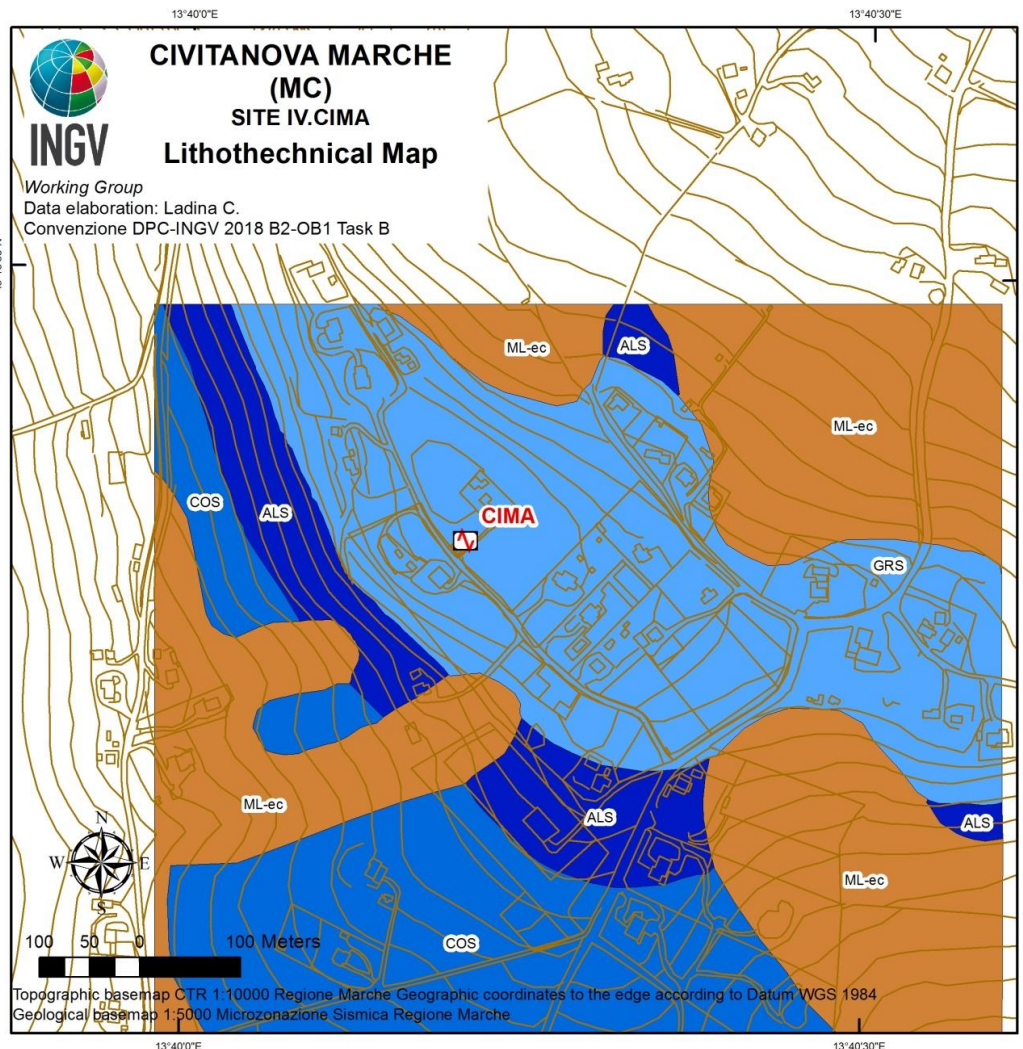 13°40'0"E
13°40'30"E
CIVITANOVA MARCHE
(MC)
SITE IV.CIMA
Lithothechnical Map
INGV
Working Group
Data elaboration: Ladina C.
Convenzione DPC-INGV 2018 B2-OB1 Task B
ML-ec
ALS
ML-ec
COS
ALS
CIMA
GRS
ML-ec
ALS
ALS
ML-ec
COS
N
W
E
S
100 50 0 100 Meters
Topographic basemap CTR 1:10000 Regione Marche Geographic coordinates to the edge according to Datum WGS 1984
Geological basemap 1:5000 Microzonazione Sismica Regione Marche
13°40'0"E
13°40'30"E